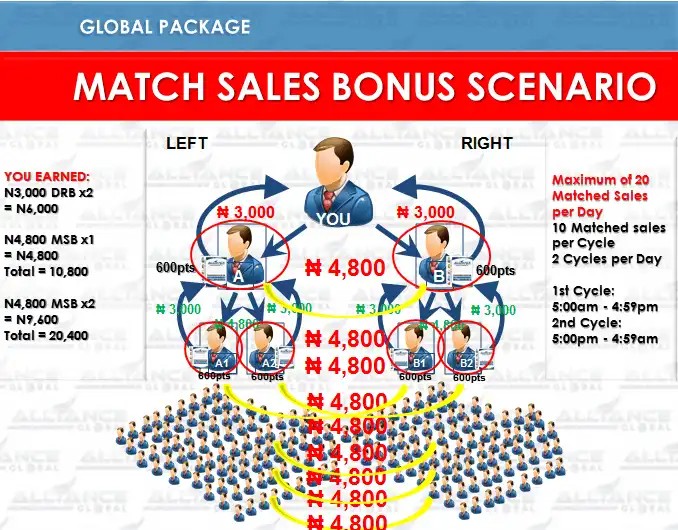 GLOBAL PACKAGE
MATCH SALES BONUS SCENARIO
LEFT
RIGHT
YOU EARNED:
N3,000 DRB x2
= N6,000
N4,800 MSB x1
= N4,800
Total = 10,800
N4,800 MSB x2
= N9,600
Total = 20,400
YOU
₦ 3,000
₦ 3,000
A
B
600pts
600pts
₦ 4,800
₦ 3,000
₦ 3,000
₦ 3,000
₦ 3,000
₦ 4,800
₦ 4,800
A1
A2
B1
B2
600pts
600pts
600pts
600pts
₦ 4,800
₦ 4,800
₦ 4,800
₦ 4,800
₦ 4,800
₦ 4,800
₦ 4,800
₦ 4,800
Maximum of 20
Matched Sales
per Day
10 Matched sales
per Cycle
2 Cycles per Day
1st Cycle:
5:00am - 4:59pm
2nd Cycle:
5:00pm - 4:59am
ALLIANCE
GLOBAL